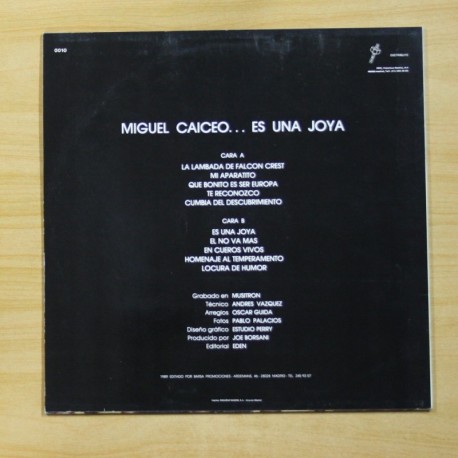 0010
MIGUEL CAICEO... ES UNA JOYA
CARA A
LA LAMBADA DE FALCON CREST
MI APARATITO
QUE BONITO ES SER EUROPA
TE RECONOZCO
CUMBIA DEL DESCUBRIMIENTO
CARA B
ES UNA JOYA
EL NO VA MAS
EN CUEROS VIVOS
HOMENAJE AL TEMPERAMENTO
LOCURA DE HUMOR
Grabado en MUSITRON
Técnico ANDRES VAZQUEZ
Arreglos OSCAR GUIDA
Fotos PABLO PALACIOS
Diseño gráfico ESTUDIO PERRY
Producido por JOE BORSANI
Editorial EDEN